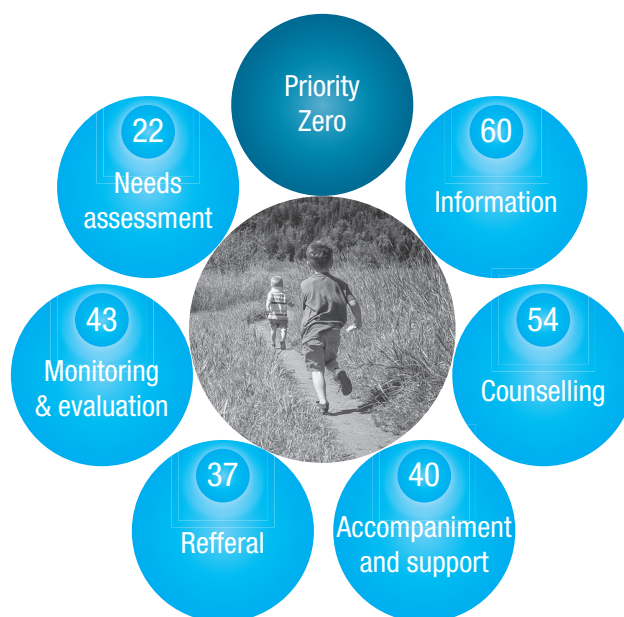 Priority
Zero
60
Information
54
Counselling
40
Accompaniment
and support
37
Refferal
43
Monitoring
& evaluation
22
Needs
assessment